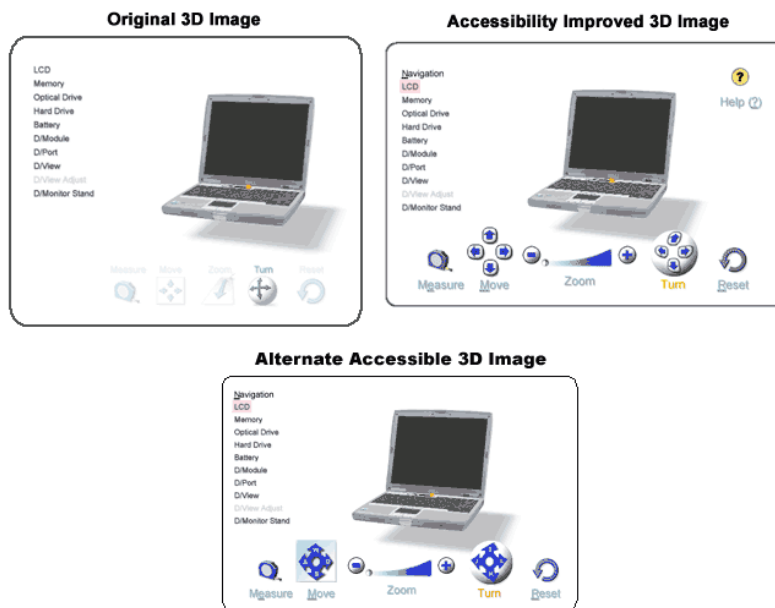 Original 3D Image
LCD
Memory
Optical Drive
Hard Drive
Battery
D/Module
D/Port
D/View
D/View Adjust
D/Monitor Stand
Measure Move Zoom Turn Reset
Accessibility Improved 3D Image
Navigation
LCD
Memory
Optical Drive
Hard Drive
Battery
D/Module
D/Port
D/View
D/View Adjust
D/Monitor Stand
?
Help (?)
Measure Move Zoom Turn Reset
Alternate Accessible 3D Image
Navigation
LCD
Memory
Optical Drive
Hard Drive
Battery
D/Module
D/Port
D/View
D/View Adjust
D/Monitor Stand
Measure Move Zoom Turn Reset